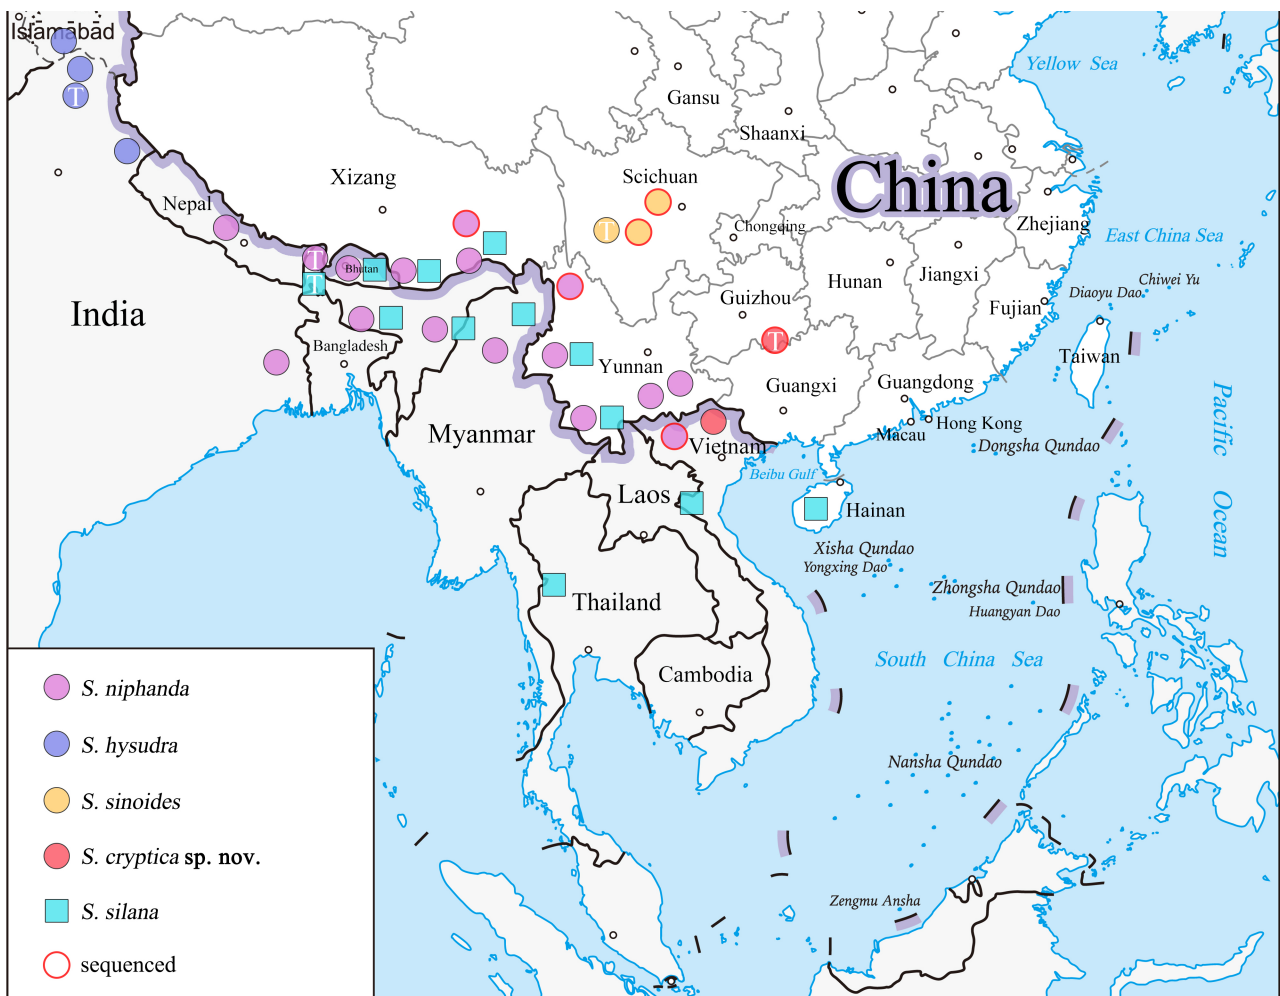 Islamabad
Yellow Sea
Gansu
Shaanxi
Xizang
Scichuan
China
Nepal
Chongqing
Zhejiang
East China Sea
T
T
T
T
T
Bhutan
Hunan
Jiangxi
Chiwei Yu
Diaoyu Dao
Guizhou
Fujian
India
Bangladesh
Yunnan
Taiwan
Guangxi
Guangdong
Hong Kong
Macau
Myanmar
Vietnam
Dongsha Qundao
Pacific Ocean
Beibu Gulf
Laos
Hainan
Xisha Qundao
Yongxing Dao
Zhongsha Qundao
Huangyan Dao
Thailand
South China Sea
Cambodia
Nansha Qundao
Zengmu Ansha
S. niphanda
S. hysudra
S. sinoides
S. cryptica sp. nov.
S. silana
sequenced